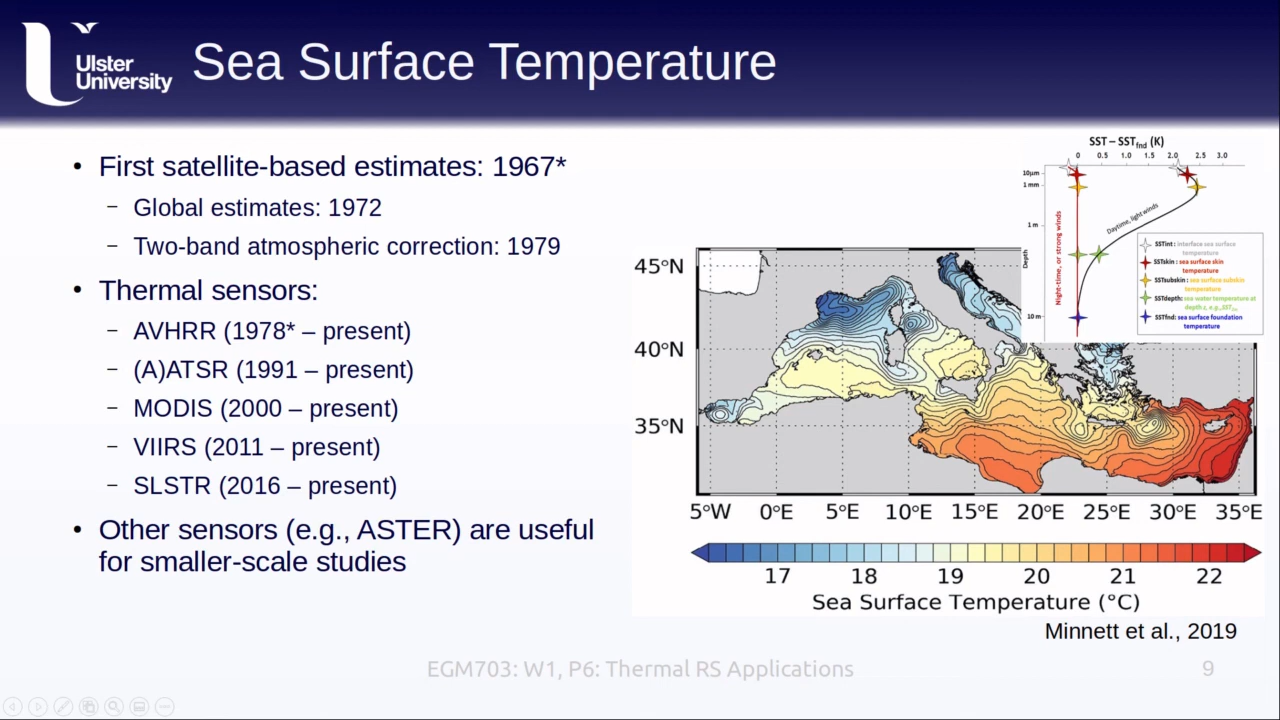 Ulster
University
Sea Surface Temperature
• First satellite-based estimates: 1967*
– Global estimates: 1972
– Two-band atmospheric correction: 1979
• Thermal sensors:
– AVHRR (1978* – present)
– (A)ATSR (1991 – present)
– MODIS (2000 – present)
– VIIRS (2011 – present)
– SLSTR (2016 – present)
• Other sensors (e.g., ASTER) are useful
for smaller-scale studies
SST – SSTfnd (K)
0 0.5 1.0 1.5 2.0 2.5 3.0
10μm
1 mm
1 m
10 m
Depth
Night-time, or strong winds
Daytime, light winds
SSTint: interface sea surface
temperature
SSTskin: sea surface skin
temperature
SSTsubskin: sea surface subskin
temperature
SSTdepth: sea water temperature at
depth z, e.g., SST
SSTfnd: sea surface foundation
temperature
45°N
40°N
35°N
5°W 0°E 5°E 10°E 15°E 20°E 25°E 30°E 35°E
17 18 19 20 21 22
Sea Surface Temperature (°C)
Minnett et al., 2019
EGM703: W1, P6: Thermal RS Applications
9